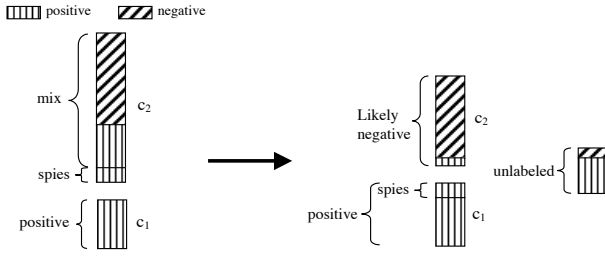 positive negative
mix
c2
spies
positive
c1
Likely
negative
c2
unlabeled
spies
positive
c1